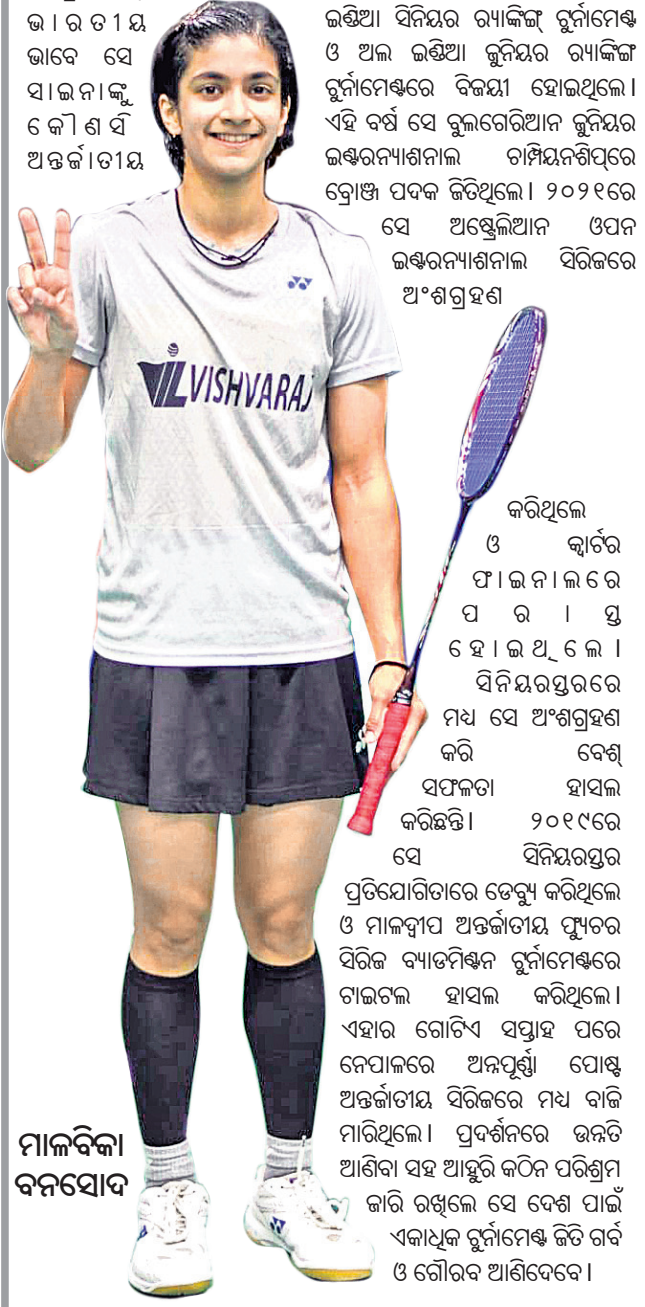 ଭାରତୀୟ
ଭାବେ ସେ
ସାଇନାଙ୍କୁ
କୌଣସି
ଅନ୍ତର୍ଜାତୀୟ
ଇଣ୍ଡିଆ ସିନିୟର ର‍୍ୟାଙ୍କିଙ୍ଗ୍ ଟୁର୍ନାମେଣ୍ଟ
ଓ ଅଲ ଇଣ୍ଡିଆ ଜୁନିୟର ର‍୍ୟାଙ୍କିଙ୍ଗ
ଟୁର୍ନାମେଣ୍ଟରେ ବିଜୟୀ ହୋଇଥିଲେ।
ଏହି ବର୍ଷ ସେ ବୁଲଗେରିଆନ ଜୁନିୟର
ଇଣ୍ଟରନ୍ୟାଶନାଲ ଚାମ୍ପିୟନଶିପ୍‌ରେ
ବ୍ରୋଞ୍ଜ ପଦକ ଜିତିଥିଲେ। ୨୦୨୧ରେ
ସେ ଅଷ୍ଟ୍ରେଲିଆନ ଓପନ
ଇଣ୍ଟରନ୍ୟାଶନାଲ ସିରିଜରେ
ଅଂଶଗ୍ରହଣ
VISHVARAJ
କରିଥିଲେ
ଓ କ୍ୱାର୍ଟର
ଫାଇନାଲରେ
ପରାସ୍ତ
ହୋଇଥିଲେ।
ସିନିୟରସ୍ତରରେ
ମଧ୍ୟ ସେ ଅଂଶଗ୍ରହଣ
କରି ବେଶ୍
ସଫଳତା ହାସଲ
କରିଛନ୍ତି। ୨୦୧୯ରେ
ସେ ସିନିୟରସ୍ତର
ପ୍ରତିଯୋଗିତାରେ ଡେବ୍ୟୁ କରିଥିଲେ
ଓ ମାଳଦ୍ୱୀପ ଅନ୍ତର୍ଜାତୀୟ ଫ୍ୟୁଚର
ସିରିଜ ବ୍ୟାଡମିଣ୍ଟନ ଟୁର୍ନାମେଣ୍ଟରେ
ଟାଇଟଲ ହାସଲ କରିଥିଲେ।
ଏହାର ଗୋଟିଏ ସପ୍ତାହ ପରେ
ନେପାଳରେ ଅନ୍ନପୂର୍ଣ୍ଣା ପୋଷ୍ଟ
ଅନ୍ତର୍ଜାତୀୟ ସିରିଜରେ ମଧ୍ୟ ବାଜି
ମାରିଥିଲେ। ପ୍ରଦର୍ଶନରେ ଉନ୍ନତି
ଆଣିବା ସହ ଆହୁରି କଠିନ ପରିଶ୍ରମ
ଜାରି ରଖିଲେ ସେ ଦେଶ ପାଇଁ
ଏକାଧିକ ଟୁର୍ନାମେଣ୍ଟ ଜିତି ଗର୍ବ
ଓ ଗୌରବ ଆଣିଦେବେ।
ମାଳବିକା
ବନସୋଦ